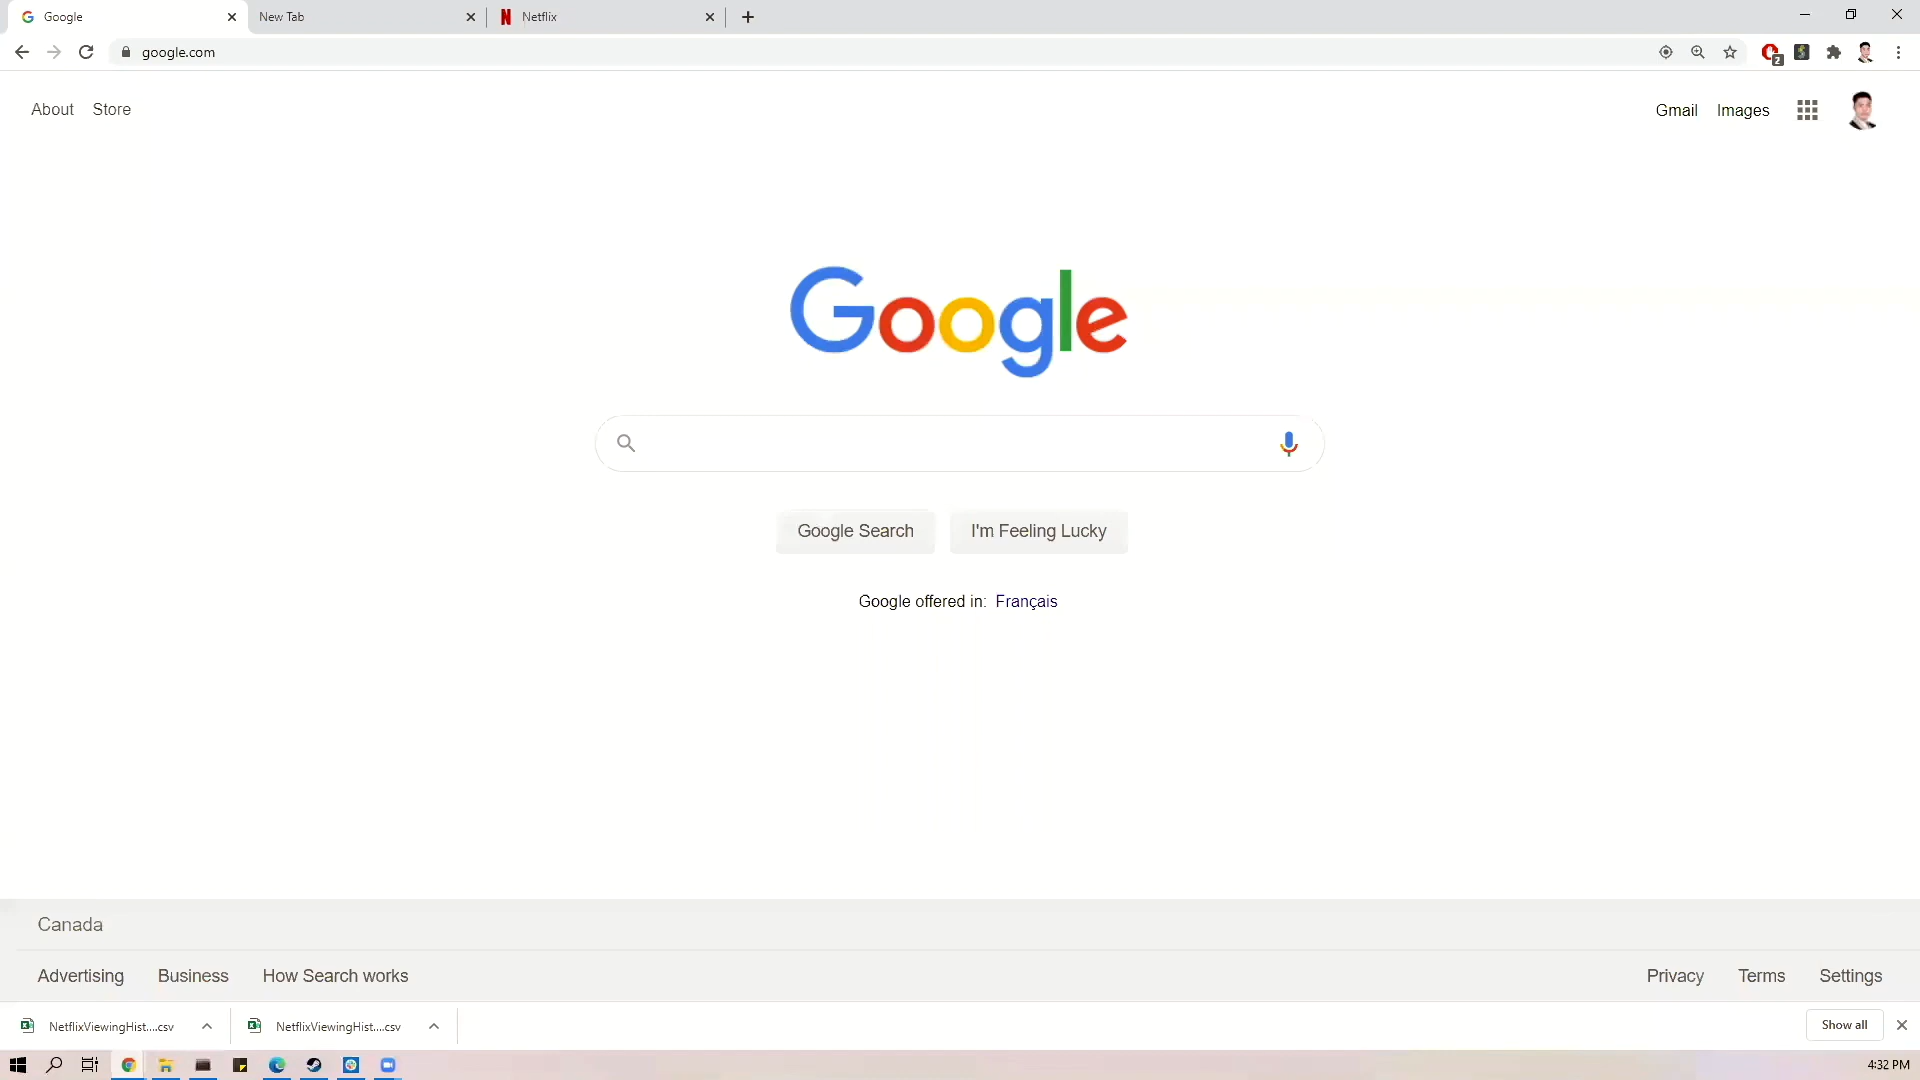 Google
New Tab
Netflix
google.com
2
About
Store
Gmail
Images
Google
Google Search
I'm Feeling Lucky
Google offered in: Français
Canada
Advertising
Business
How Search works
Privacy
Terms
Settings
NetflixViewingHist....csv
NetflixViewingHist....csv
Show all
4:32 PM